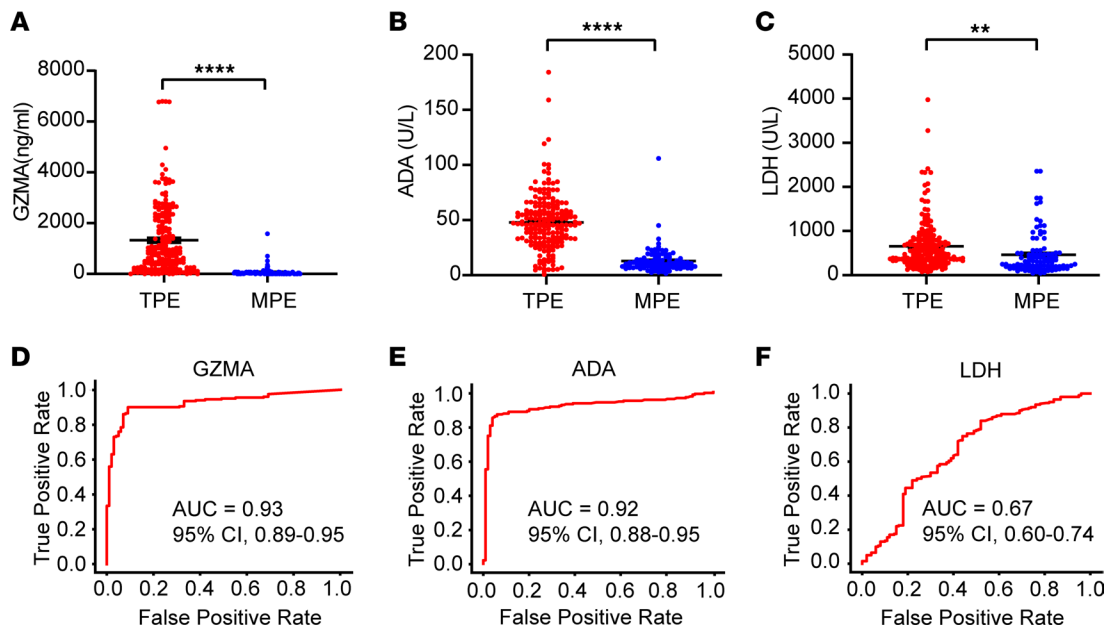 A
GZMA(ng/ml)
8000
6000
4000
2000
0
****
TPE
MPE
B
ADA (U/L)
200
150
100
50
0
****
TPE
MPE
C
LDH (U\L)
5000
4000
3000
2000
1000
0
**
TPE
MPE
D
GZMA
True Positive Rate
1.0
0.8
0.6
0.4
0.2
0.0
AUC = 0.93
95% CI, 0.89-0.95
0.0 0.2 0.4 0.6 0.8 1.0
False Positive Rate
E
ADA
True Positive Rate
1.0
0.8
0.6
0.4
0.2
0.0
AUC = 0.92
95% CI, 0.88-0.95
0.0 0.2 0.4 0.6 0.8 1.0
False Positive Rate
F
LDH
True Positive Rate
1.0
0.8
0.6
0.4
0.2
0.0
AUC = 0.67
95% CI, 0.60-0.74
0.0 0.2 0.4 0.6 0.8 1.0
False Positive Rate